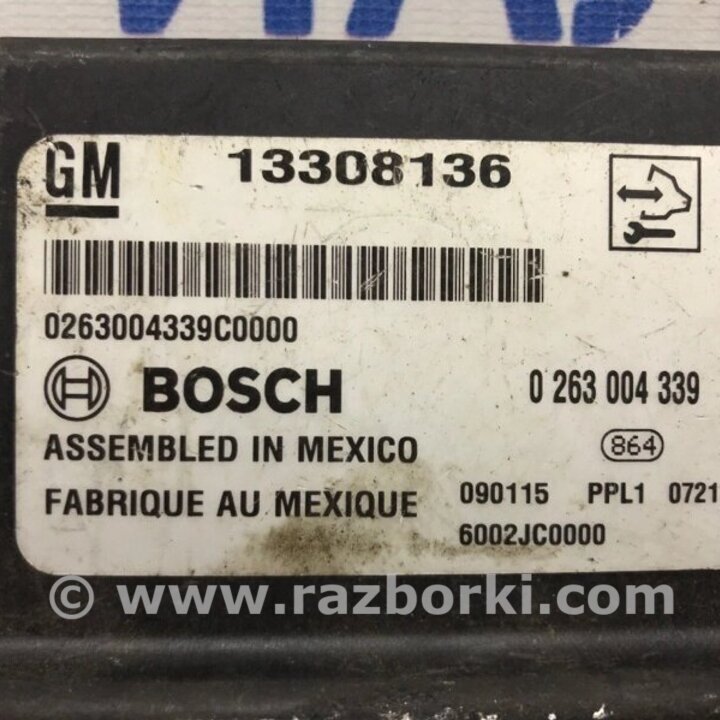 GM 13308136
0263004339C0000
BOSCH 0 263 004 339
ASSEMBLED IN MEXICO 864
FABRIQUE AU MEXIQUE 090115 PPL1 0721
6002JC0000
© www.razborki.com